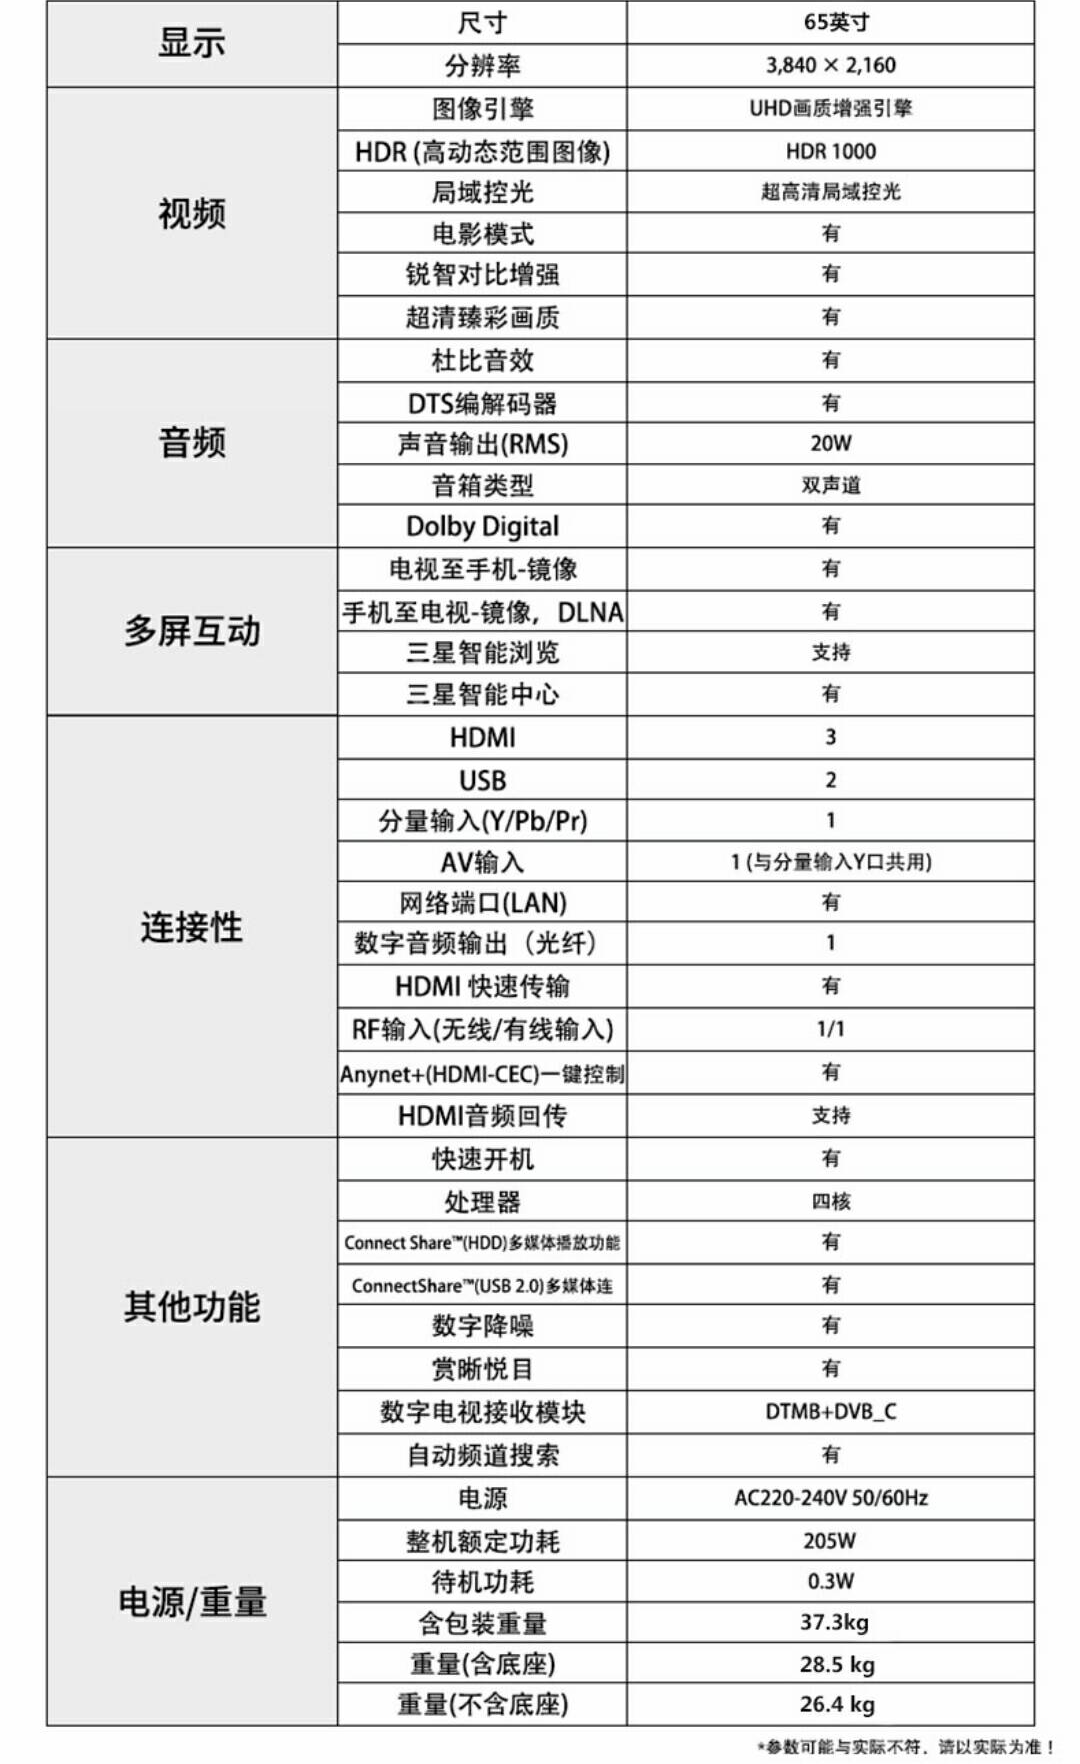 显示
尺寸 65英寸
分辨率 3,840 × 2,160
视频
图像引擎 UHD画质增强引擎
HDR (高动态范围图像) HDR 1000
局域控光 超高清局域控光
电影模式 有
锐智对比增强 有
超清臻彩画质 有
音频
杜比音效 有
DTS编解码器 有
声音输出(RMS) 20W
音箱类型 双声道
Dolby Digital 有
多屏互动
电视至手机-镜像 有
手机至电视-镜像，DLNA 有
三星智能浏览 支持
三星智能中心 有
连接性
HDMI 3
USB 2
分量输入(Y/Pb/Pr) 1
AV输入 1 (与分量输入Y口共用)
网络端口(LAN) 有
数字音频输出（光纤） 1
HDMI 快速传输 有
RF输入(无线/有线输入) 1/1
Anynet+(HDMI-CEC)一键控制 有
HDMI音频回传 支持
其他功能
快速开机 有
处理器 四核
Connect Share™(HDD)多媒体播放功能 有
ConnectShare™(USB 2.0)多媒体连 有
数字降噪 有
赏晰悦目 有
数字电视接收模块 DTMB+DVB_C
自动频道搜索 有
电源/重量
电源 AC220-240V 50/60Hz
整机额定功耗 205W
待机功耗 0.3W
含包装重量 37.3kg
重量(含底座) 28.5 kg
重量(不含底座) 26.4 kg
*参数可能与实际不符，请以实际为准！